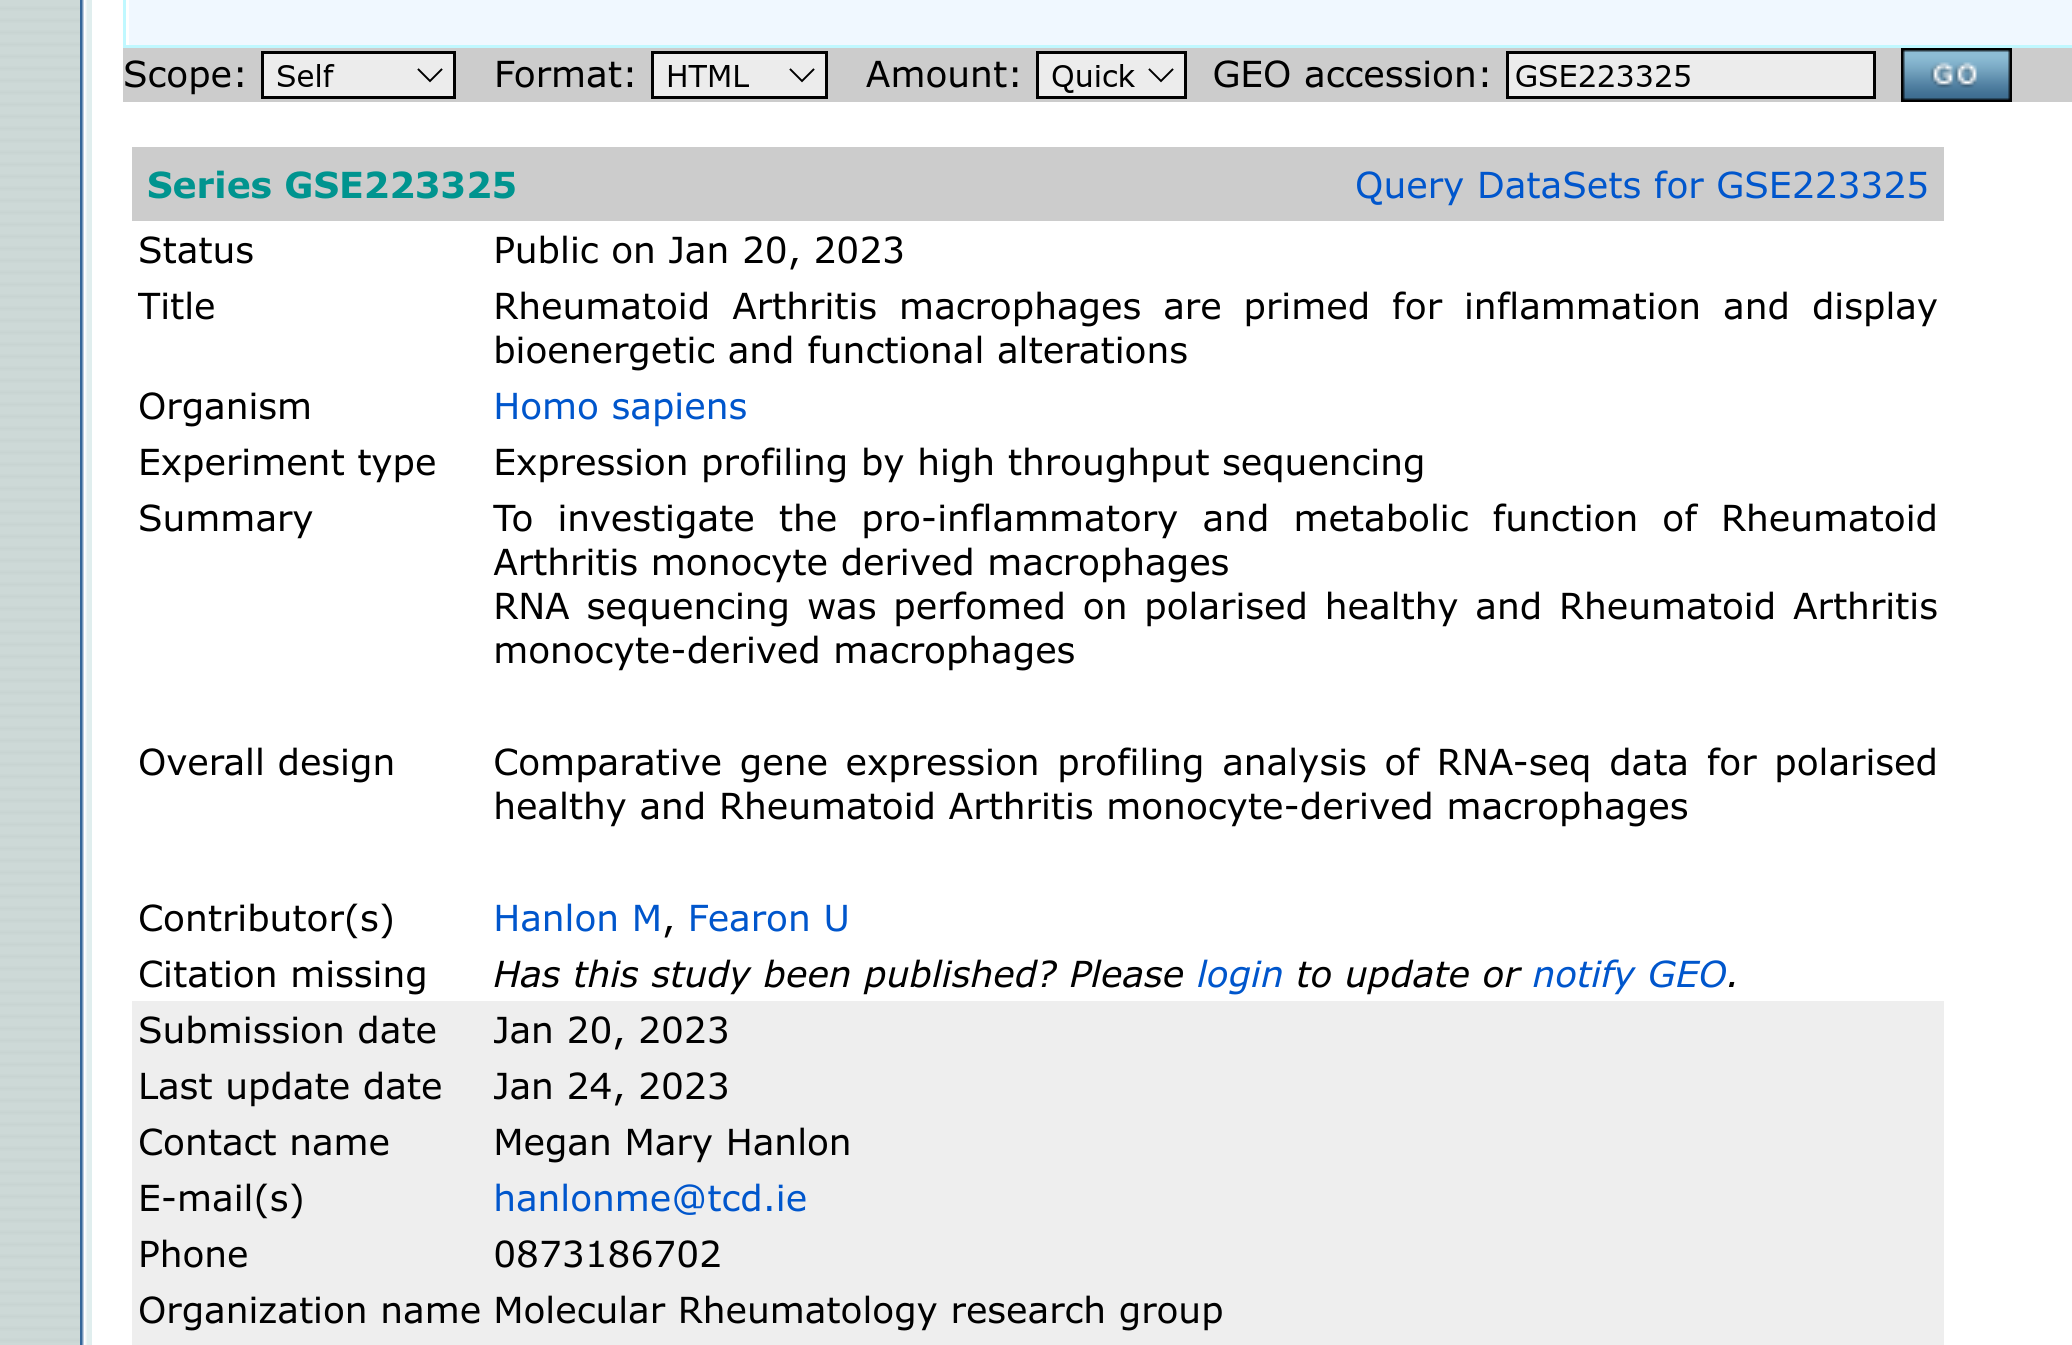 Scope: Self Format: HTML Amount: Quick GEO accession: GSE223325 GO
Series GSE223325 Query DataSets for GSE223325
Status Public on Jan 20, 2023
Title Rheumatoid Arthritis macrophages are primed for inflammation and display
bioenergetic and functional alterations
Organism Homo sapiens
Experiment type Expression profiling by high throughput sequencing
Summary To investigate the pro-inflammatory and metabolic function of Rheumatoid
Arthritis monocyte derived macrophages
RNA sequencing was perfomed on polarised healthy and Rheumatoid Arthritis
monocyte-derived macrophages
Overall design Comparative gene expression profiling analysis of RNA-seq data for polarised
healthy and Rheumatoid Arthritis monocyte-derived macrophages
Contributor(s) Hanlon M, Fearon U
Citation missing Has this study been published? Please login to update or notify GEO.
Submission date Jan 20, 2023
Last update date Jan 24, 2023
Contact name Megan Mary Hanlon
E-mail(s) hanlonme@tcd.ie
Phone 0873186702
Organization name Molecular Rheumatology research group